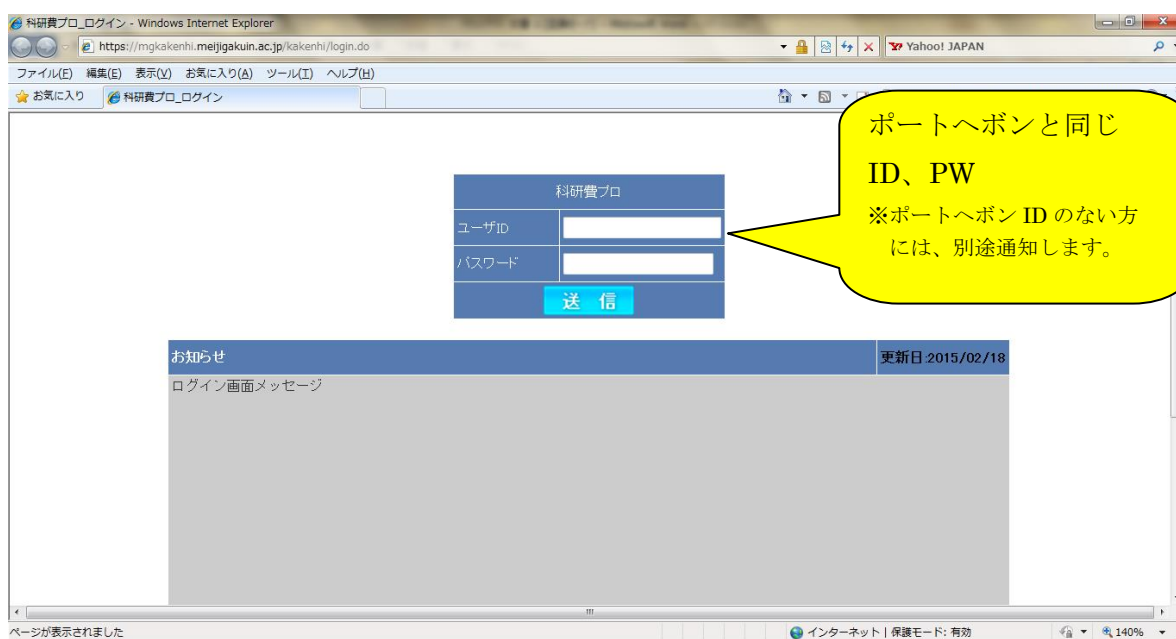 科研費プロ_ログイン - Windows Internet Explorer
https://mgkakenhi.meijigakuin.ac.jp/kakenhi/login.do
Yahoo! JAPAN
ファイル(F) 編集(E) 表示(V) お気に入り(A) ツール(T) ヘルプ(H)
お気に入り 科研費プロ_ログイン
ポートヘボンと同じ
ID、PW
※ポートヘボン ID のない方
には、別途通知します。
科研費プロ
ユーザID
パスワード
送 信
お知らせ 更新日:2015/02/18
ログイン画面メッセージ
ページが表示されました インターネット | 保護モード: 有効 140%